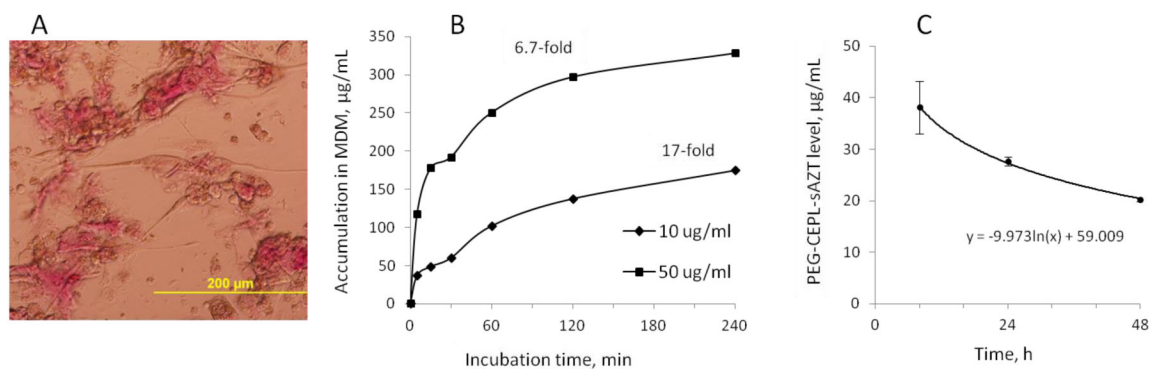 A
200 µm
B
Accumulation in MDM, µg/mL
350
300
250
200
150
100
50
0
6.7-fold
17-fold
10 ug/ml
50 ug/ml
0
60
120
180
240
Incubation time, min
C
PEG-CEPL-sAZT level, µg/mL
50
40
30
20
10
0
y = -9.973ln(x) + 59.009
0
24
48
Time, h